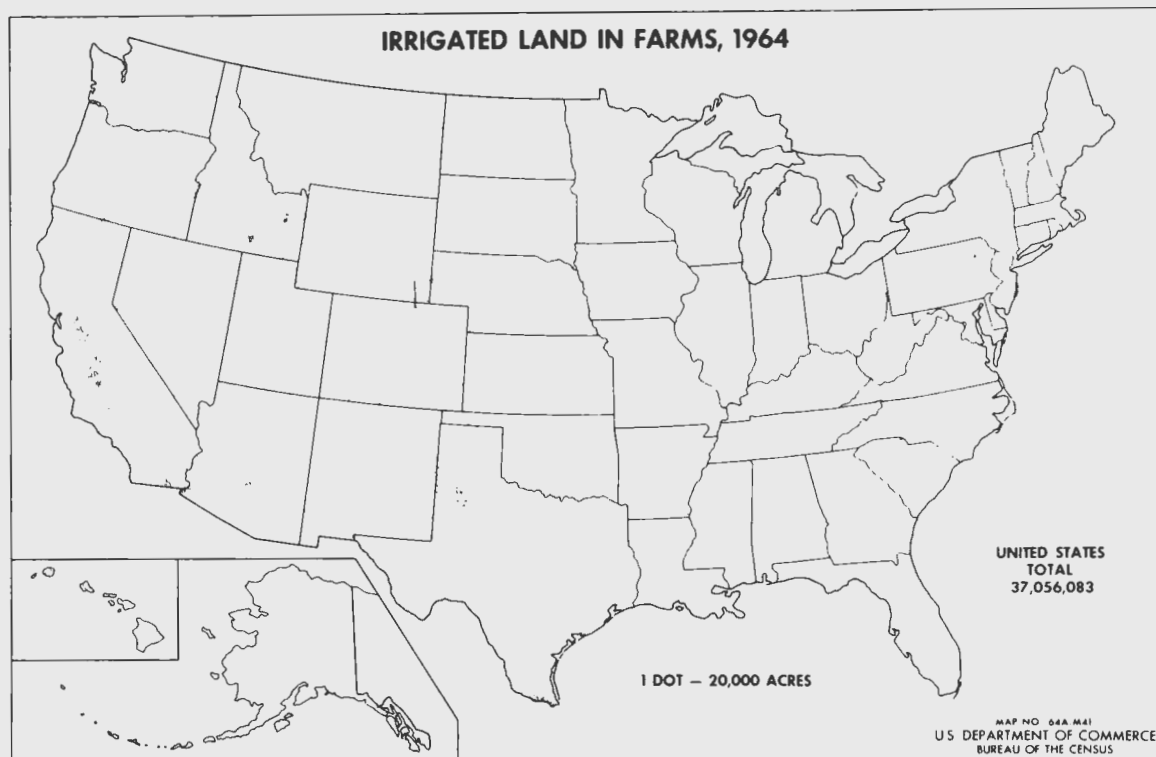 IRRIGATED LAND IN FARMS, 1964
UNITED STATES
TOTAL
37,056,083
1 DOT — 20,000 ACRES
MAP NO 64A M41
U S DEPARTMENT OF COMMERCE
BUREAU OF THE CENSUS